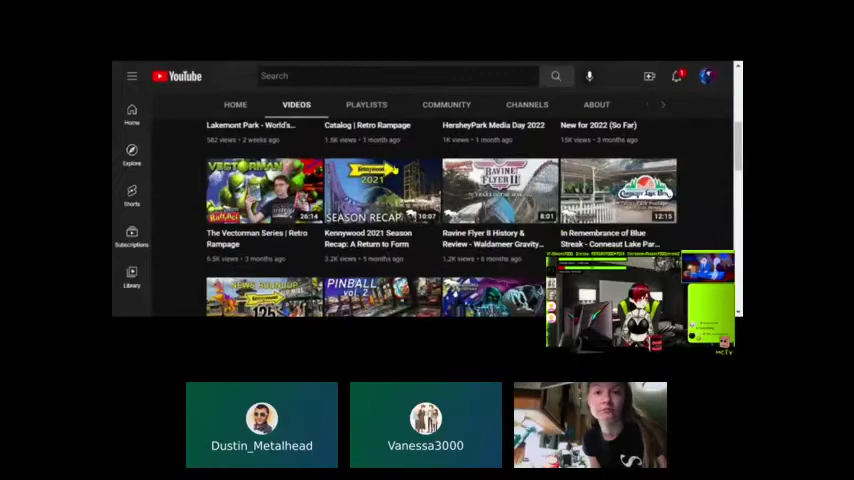 YouTube
Search
HOME
VIDEOS
PLAYLISTS
COMMUNITY
CHANNELS
ABOUT
Home
Explore
Shorts
Subscriptions
Library
Lakemont Park - World's...
582 views • 2 weeks ago
Catalog | Retro Rampage
1.5K views • 1 month ago
HersheyPark Media Day 2022
1K views • 1 month ago
New for 2022 (So Far)
15K views • 3 months ago
VECTORMAN
26:14
The Vectorman Series | Retro
Rampage
6.5K views • 3 months ago
Kennywood
2021
SEASON RECAP
10:07
Kennywood 2021 Season
Recap: A Return to Form
3.2K views • 5 months ago
RAVINE
FLYER II
8:01
Ravine Flyer II History &
Review - Waldameer Gravity...
1.2K views • 6 months ago
12:15
In Remembrance of Blue
Streak - Conneaut Lake Par...
NEWS ROUNDUP
Kennywood
125
PINBALL
vol. 2
Dustin_Metalhead
Vanessa3000